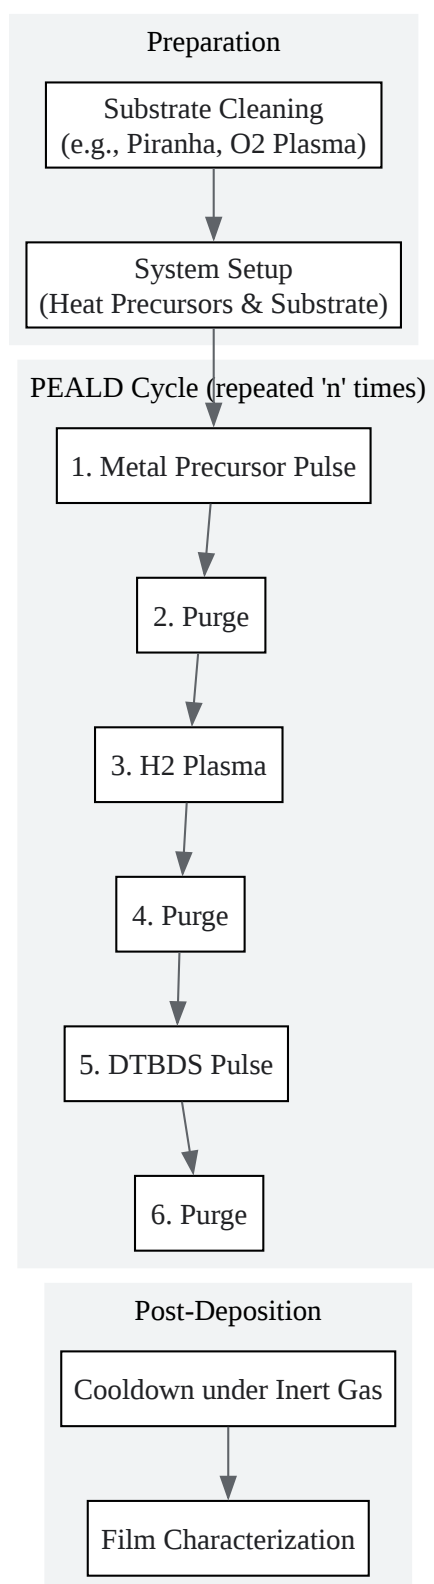 Preparation
Substrate Cleaning
(e.g., Piranha, O2 Plasma)
System Setup
(Heat Precursors & Substrate)
PEALD Cycle (repeated 'n' times)
1. Metal Precursor Pulse
2. Purge
3. H2 Plasma
4. Purge
5. DTBDS Pulse
6. Purge
Post-Deposition
Cooldown under Inert Gas
Film Characterization